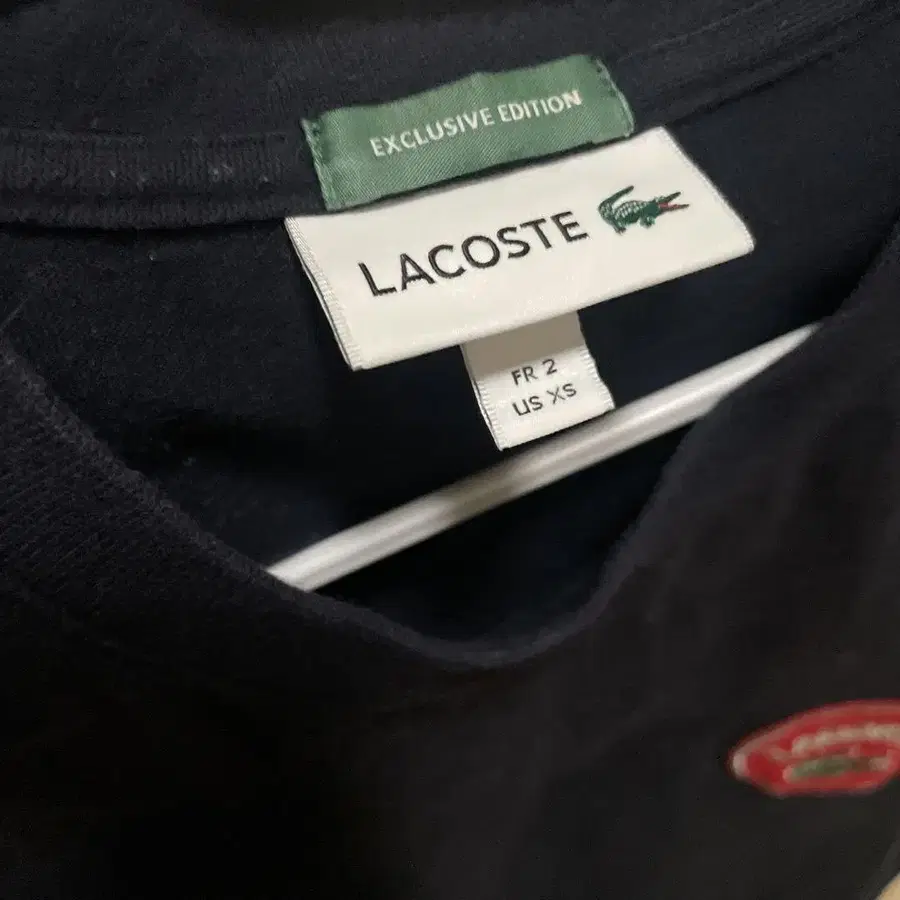 EXCLUSIVE EDITION
LACOSTE
FR 2
US XS